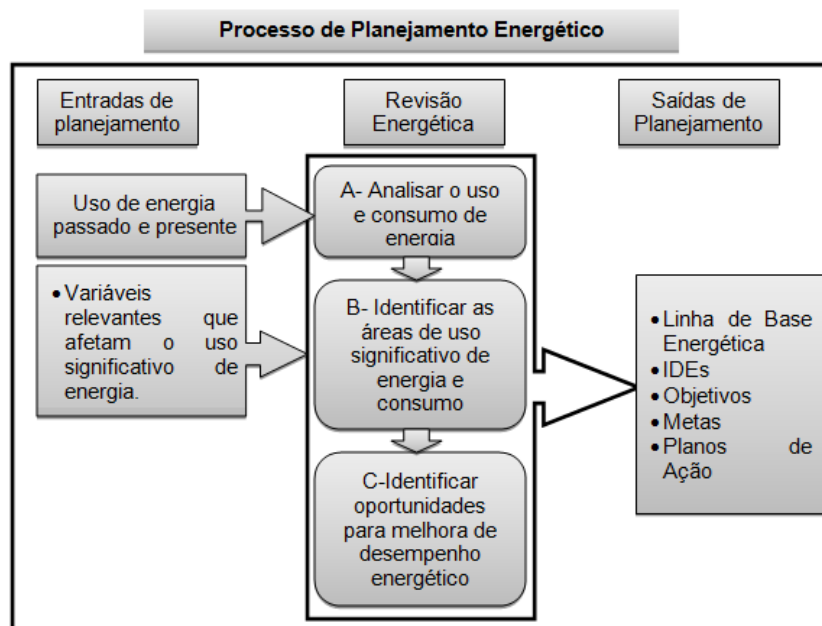 Processo de Planejamento Energético
Entradas de
planejamento
Revisão
Energética
Saídas de
Planejamento
Uso de energia
passado e presente
• Variáveis
relevantes que
afetam o uso
significativo de
energia.
A- Analisar o uso
e consumo de
energia
B- Identificar as
áreas de uso
significativo de
energia e
consumo
C-Identificar
oportunidades
para melhora de
desempenho
energético
• Linha de Base
Energética
• IDEs
• Objetivos
• Metas
• Planos de
Ação